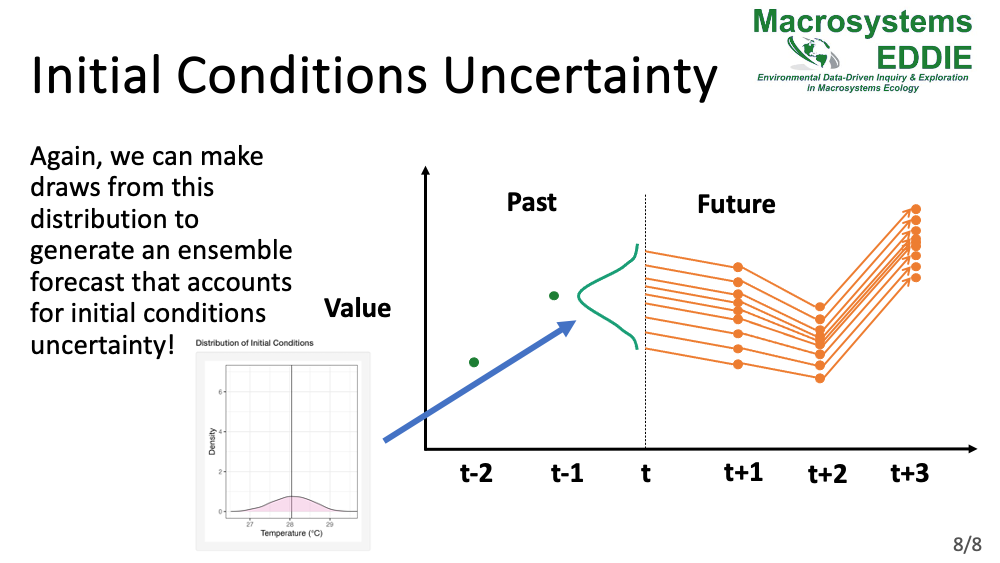 Macrosystems
EDDIE
Environmental Data-Driven Inquiry & Exploration
in Macrosystems Ecology
Initial Conditions Uncertainty
Again, we can make
draws from this
distribution to
generate an ensemble
forecast that accounts
for initial conditions
uncertainty!
Past
Future
Value
t-2
t-1
t
t+1
t+2
t+3
Distribution of Initial Conditions
Density
6
4
2
0
27
28
29
Temperature (°C)
8/8